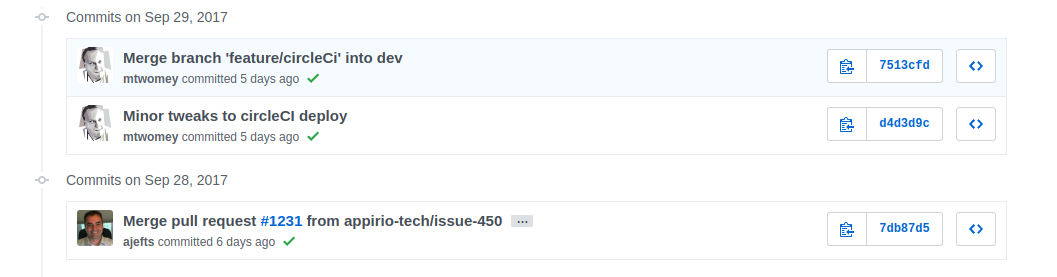 Commits on Sep 29, 2017
Merge branch 'feature/circleCi' into dev
7513cfd
mtwomey committed 5 days ago
Minor tweaks to circleCI deploy
d4d3d9c
mtwomey committed 5 days ago
Commits on Sep 28, 2017
Merge pull request #1231 from appirio-tech/issue-450 ...
7db87d5
ajefts committed 6 days ago